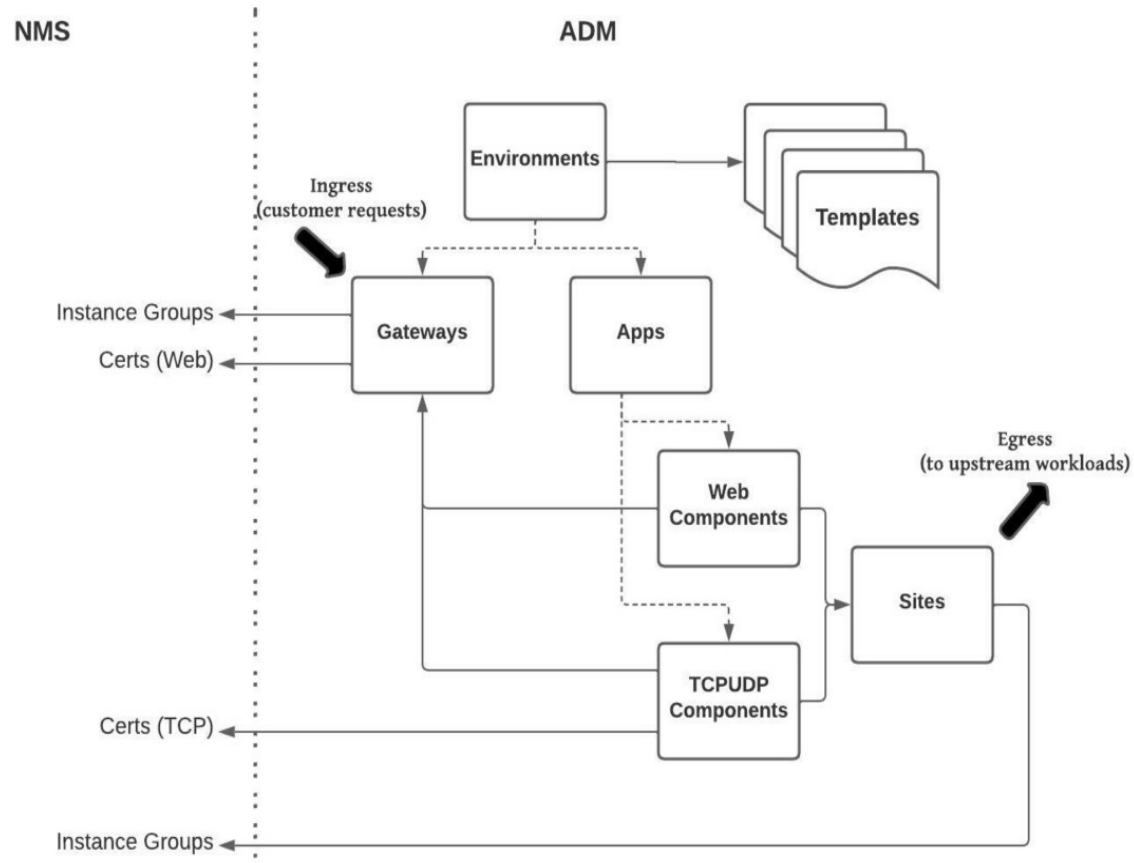 NMS
ADM
Environments
Templates
Ingress
(customer requests)
Instance Groups
Certs (Web)
Gateways
Apps
Egress
(to upstream workloads)
Web
Components
Sites
TCPUDP
Components
Certs (TCP)
Instance Groups